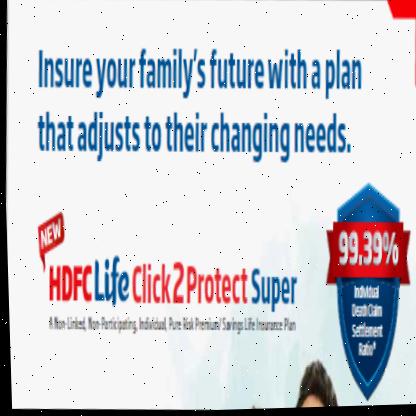 Insure your family's future with a plan
that adjusts to their changing needs.
NEW
HDFC Life Click 2 Protect Super
A Non-Linked, Non-Participating, Individual, Pure Risk Premium/ Savings Life Insurance Plan
99.39%
Individual
Death Claim
Settlement
Ratio*